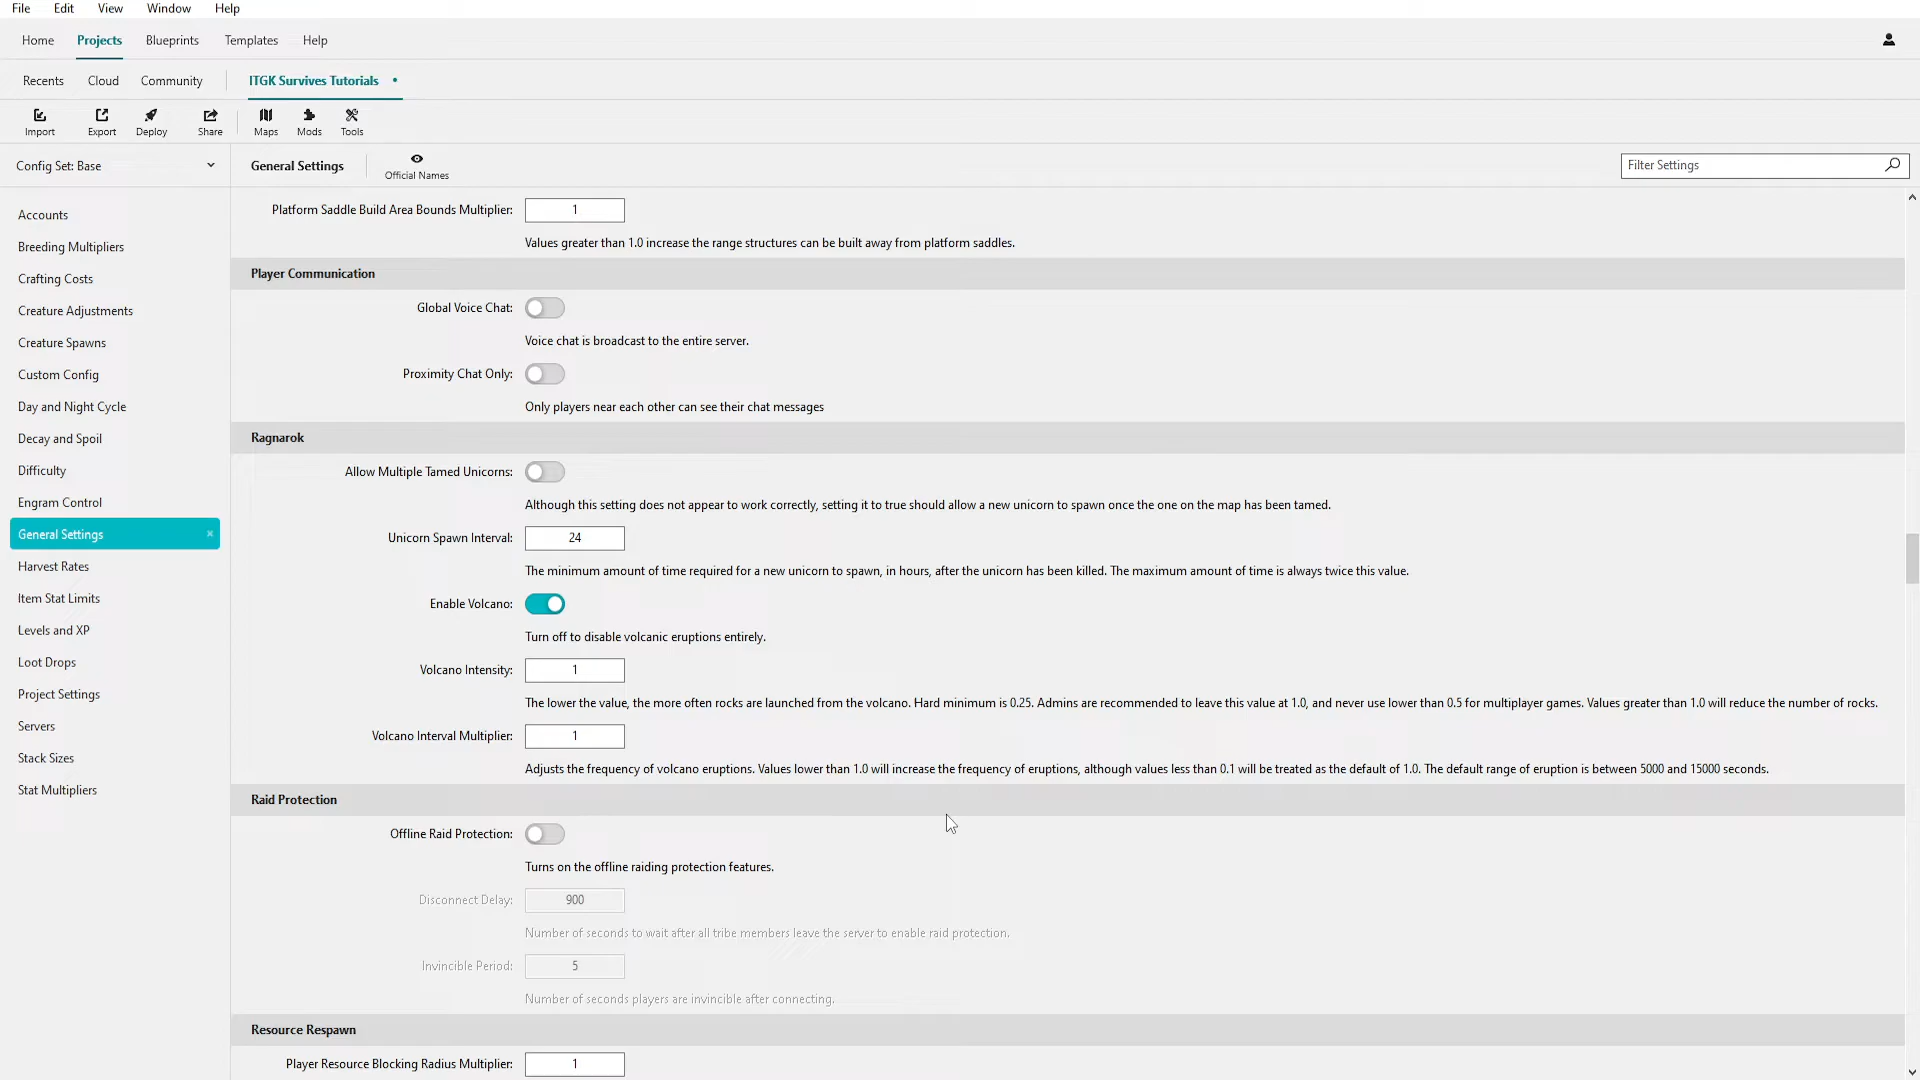 File Edit View Window Help
Home Projects Blueprints Templates Help
Recents Cloud Community ITGK Survives Tutorials •
Import Export Deploy Share Maps Mods Tools
Config Set: Base
General Settings
Official Names
Filter Settings
Accounts
Breeding Multipliers
Crafting Costs
Creature Adjustments
Creature Spawns
Custom Config
Day and Night Cycle
Decay and Spoil
Difficulty
Engram Control
General Settings ×
Harvest Rates
Item Stat Limits
Levels and XP
Loot Drops
Project Settings
Servers
Stack Sizes
Stat Multipliers
Platform Saddle Build Area Bounds Multiplier: 1
Values greater than 1.0 increase the range structures can be built away from platform saddles.
Player Communication
Global Voice Chat:
Voice chat is broadcast to the entire server.
Proximity Chat Only:
Only players near each other can see their chat messages
Ragnarok
Allow Multiple Tamed Unicorns:
Although this setting does not appear to work correctly, setting it to true should allow a new unicorn to spawn once the one on the map has been tamed.
Unicorn Spawn Interval: 24
The minimum amount of time required for a new unicorn to spawn, in hours, after the unicorn has been killed. The maximum amount of time is always twice this value.
Enable Volcano:
Turn off to disable volcanic eruptions entirely.
Volcano Intensity: 1
The lower the value, the more often rocks are launched from the volcano. Hard minimum is 0.25. Admins are recommended to leave this value at 1.0, and never use lower than 0.5 for multiplayer games. Values greater than 1.0 will reduce the number of rocks.
Volcano Interval Multiplier: 1
Adjusts the frequency of volcano eruptions. Values lower than 1.0 will increase the frequency of eruptions, although values less than 0.1 will be treated as the default of 1.0. The default range of eruption is between 5000 and 15000 seconds.
Raid Protection
Offline Raid Protection:
Turns on the offline raiding protection features.
Disconnect Delay: 900
Number of seconds to wait after all tribe members leave the server to enable raid protection.
Invincible Period: 5
Number of seconds players are invincible after connecting.
Resource Respawn
Player Resource Blocking Radius Multiplier: 1